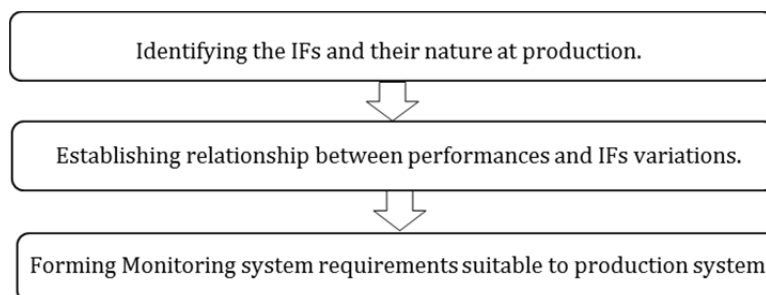 Identifying the IFs and their nature at production.
Establishing relationship between performances and IFs variations.
Forming Monitoring system requirements suitable to production system